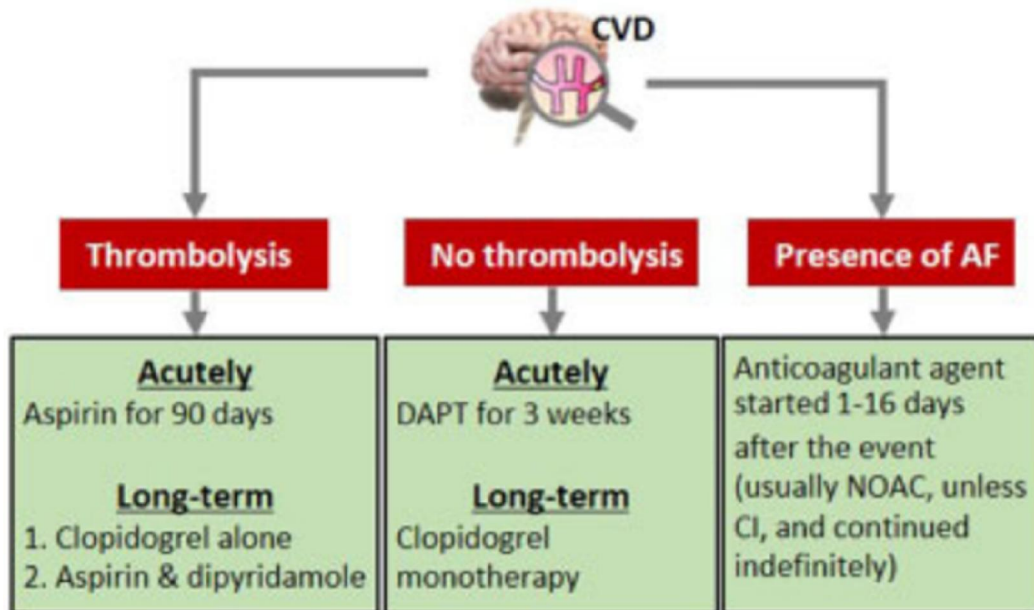 CVD
Thrombolysis
No thrombolysis
Presence of AF
Acutely
Aspirin for 90 days
Long-term
1. Clopidogrel alone
2. Aspirin & dipyridamole
Acutely
DAPT for 3 weeks
Long-term
Clopidogrel
monotherapy
Anticoagulant agent
started 1-16 days
after the event
(usually NOAC, unless
CI, and continued
indefinitely)